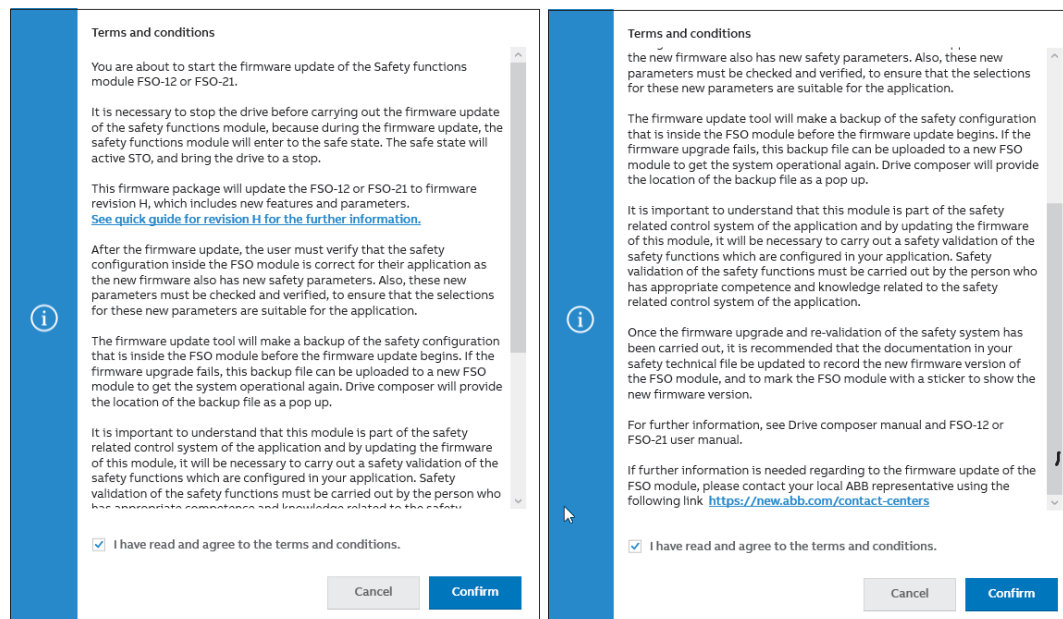 Terms and conditions
You are about to start the firmware update of the Safety functions
module FSO-12 or FSO-21.
It is necessary to stop the drive before carrying out the firmware update
of the safety functions module, because during the firmware update, the
safety functions module will enter to the safe state. The safe state will
active STO, and bring the drive to a stop.
This firmware package will update the FSO-12 or FSO-21 to firmware
revision H, which includes new features and parameters.
See quick guide for revision H for the further information.
After the firmware update, the user must verify that the safety
configuration inside the FSO module is correct for their application as
the new firmware also has new safety parameters. Also, these new
parameters must be checked and verified, to ensure that the selections
for these new parameters are suitable for the application.
The firmware update tool will make a backup of the safety configuration
that is inside the FSO module before the firmware update begins. If the
firmware upgrade fails, this backup file can be uploaded to a new FSO
module to get the system operational again. Drive composer will provide
the location of the backup file as a pop up.
It is important to understand that this module is part of the safety
related control system of the application and by updating the firmware
of this module, it will be necessary to carry out a safety validation of the
safety functions which are configured in your application. Safety
validation of the safety functions must be carried out by the person who
has appropriate competence and knowledge related to the safety
I have read and agree to the terms and conditions.
Cancel
Confirm
Terms and conditions
the new firmware also has new safety parameters. Also, these new
parameters must be checked and verified, to ensure that the selections
for these new parameters are suitable for the application.
The firmware update tool will make a backup of the safety configuration
that is inside the FSO module before the firmware update begins. If the
firmware upgrade fails, this backup file can be uploaded to a new FSO
module to get the system operational again. Drive composer will provide
the location of the backup file as a pop up.
It is important to understand that this module is part of the safety
related control system of the application and by updating the firmware
of this module, it will be necessary to carry out a safety validation of the
safety functions which are configured in your application. Safety
validation of the safety functions must be carried out by the person who
has appropriate competence and knowledge related to the safety
related control system of the application.
Once the firmware upgrade and re-validation of the safety system has
been carried out, it is recommended that the documentation in your
safety technical file be updated to record the new firmware version of
the FSO module, and to mark the FSO module with a sticker to show the
new firmware version.
For further information, see Drive composer manual and FSO-12 or
FSO-21 user manual.
If further information is needed regarding to the firmware update of the
FSO module, please contact your local ABB representative using the
following link https://new.abb.com/contact-centers
I have read and agree to the terms and conditions.
Cancel
Confirm